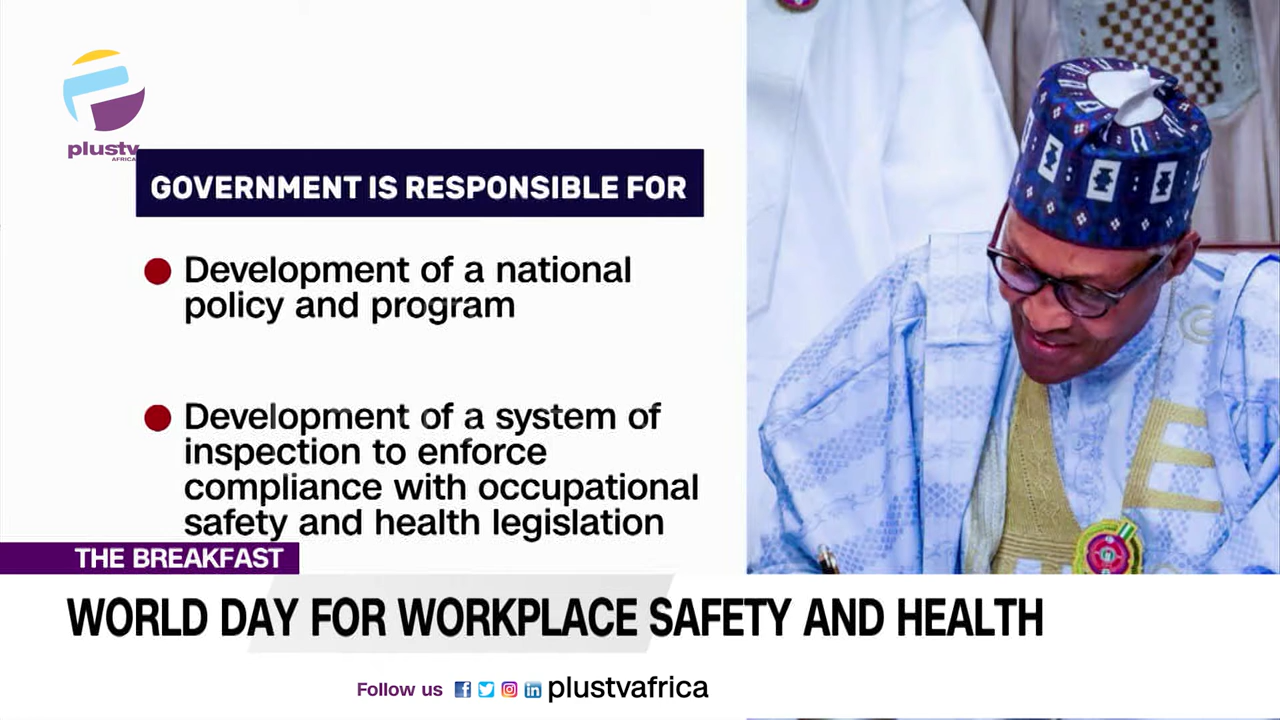 plustv
AFRICA
GOVERNMENT IS RESPONSIBLE FOR
Development of a national
policy and program
Development of a system of
inspection to enforce
compliance with occupational
safety and health legislation
THE BREAKFAST
WORLD DAY FOR WORKPLACE SAFETY AND HEALTH
Follow us plustvafrica